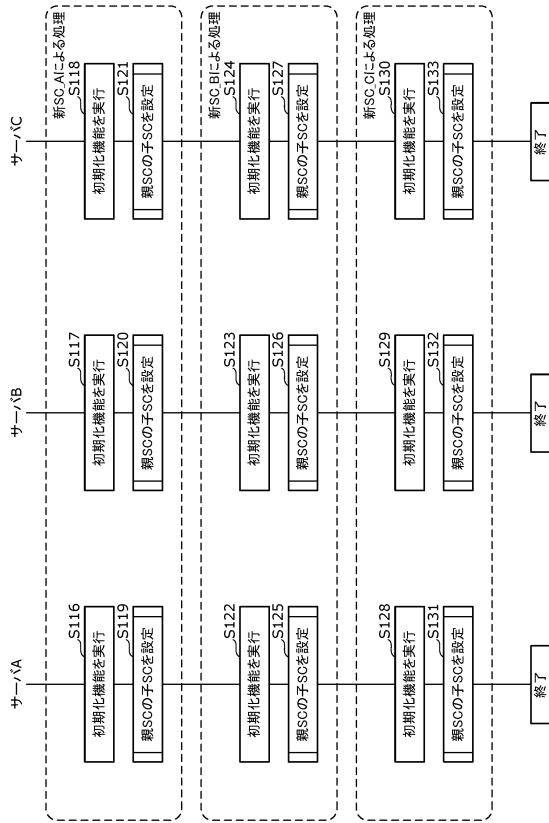 サーバA
サーバB
サーバC
新SC_AIによる処理
S116
初期化機能を実行
S117
初期化機能を実行
S118
初期化機能を実行
S119
親SCの子SCを設定
S120
親SCの子SCを設定
S121
親SCの子SCを設定
新SC_BIによる処理
S122
初期化機能を実行
S123
初期化機能を実行
S124
初期化機能を実行
S125
親SCの子SCを設定
S126
親SCの子SCを設定
S127
親SCの子SCを設定
新SC_CIによる処理
S128
初期化機能を実行
S129
初期化機能を実行
S130
初期化機能を実行
S131
親SCの子SCを設定
S132
親SCの子SCを設定
S133
親SCの子SCを設定
終了
終了
終了